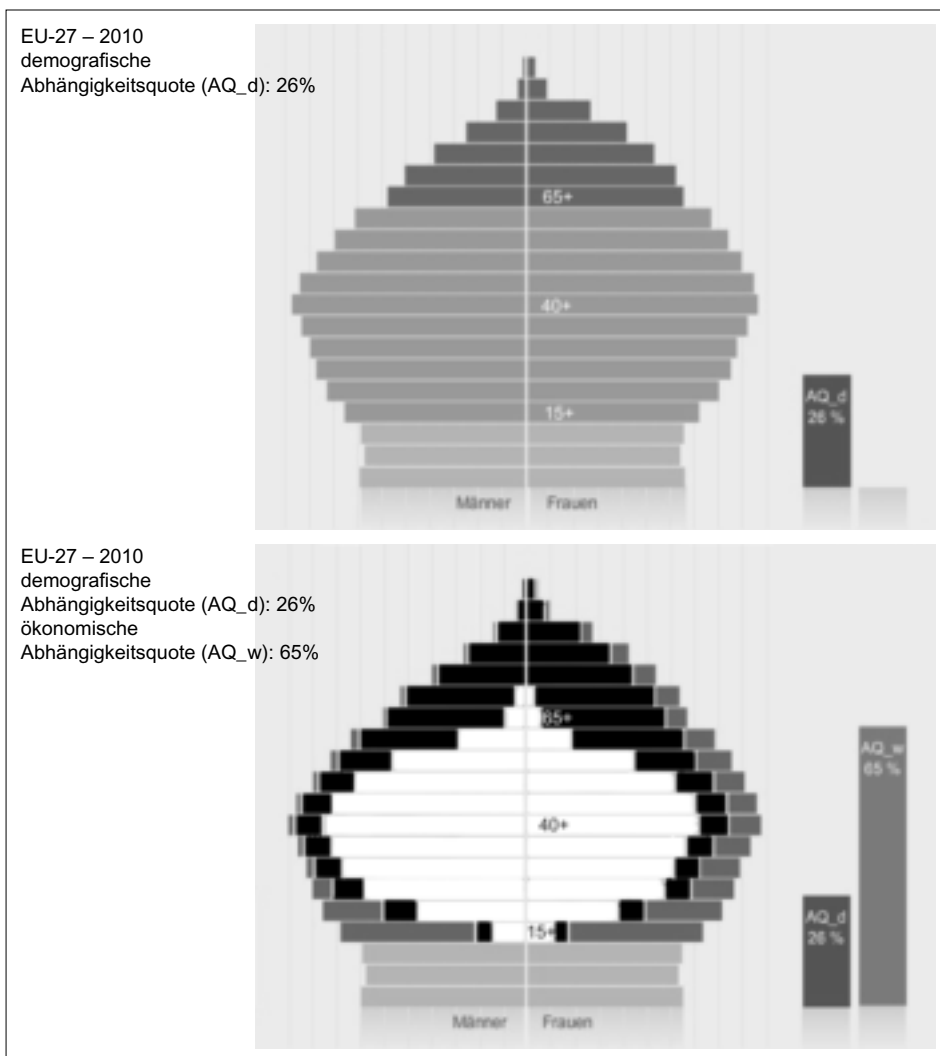 EU-27 – 2010
demografische
Abhängigkeitsquote (AQ_d): 26%
65+
40+
15+
AQ_d
26 %
Männer Frauen
EU-27 – 2010
demografische
Abhängigkeitsquote (AQ_d): 26%
ökonomische
Abhängigkeitsquote (AQ_w): 65%
65+
AQ_w
65 %
40+
AQ_d
26 %
15+
Männer Frauen